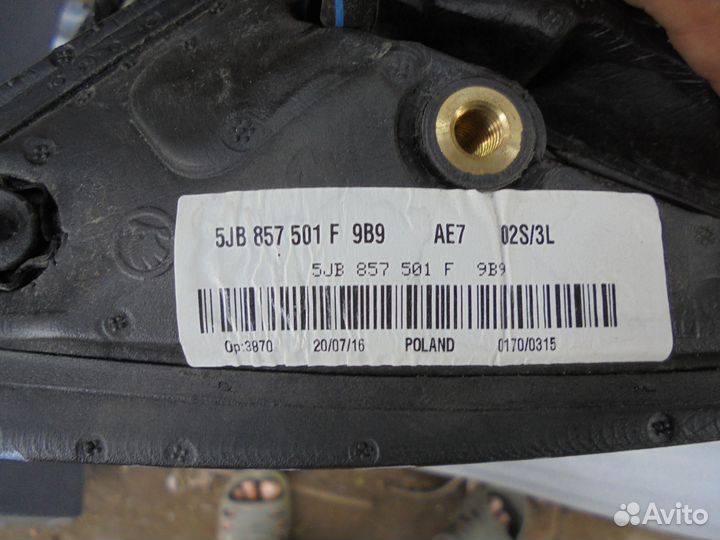 5JB 857 501 F 9B9 AE7 02S/3L
5JB 857 501 F 9B9
Op:3870 20/07/16 POLAND 0170/0315
Avito